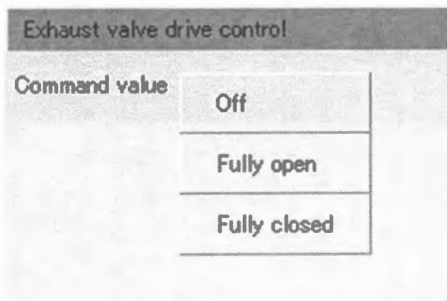 Exhaust valve drive control
Command value
Off
Fully open
Fully closed